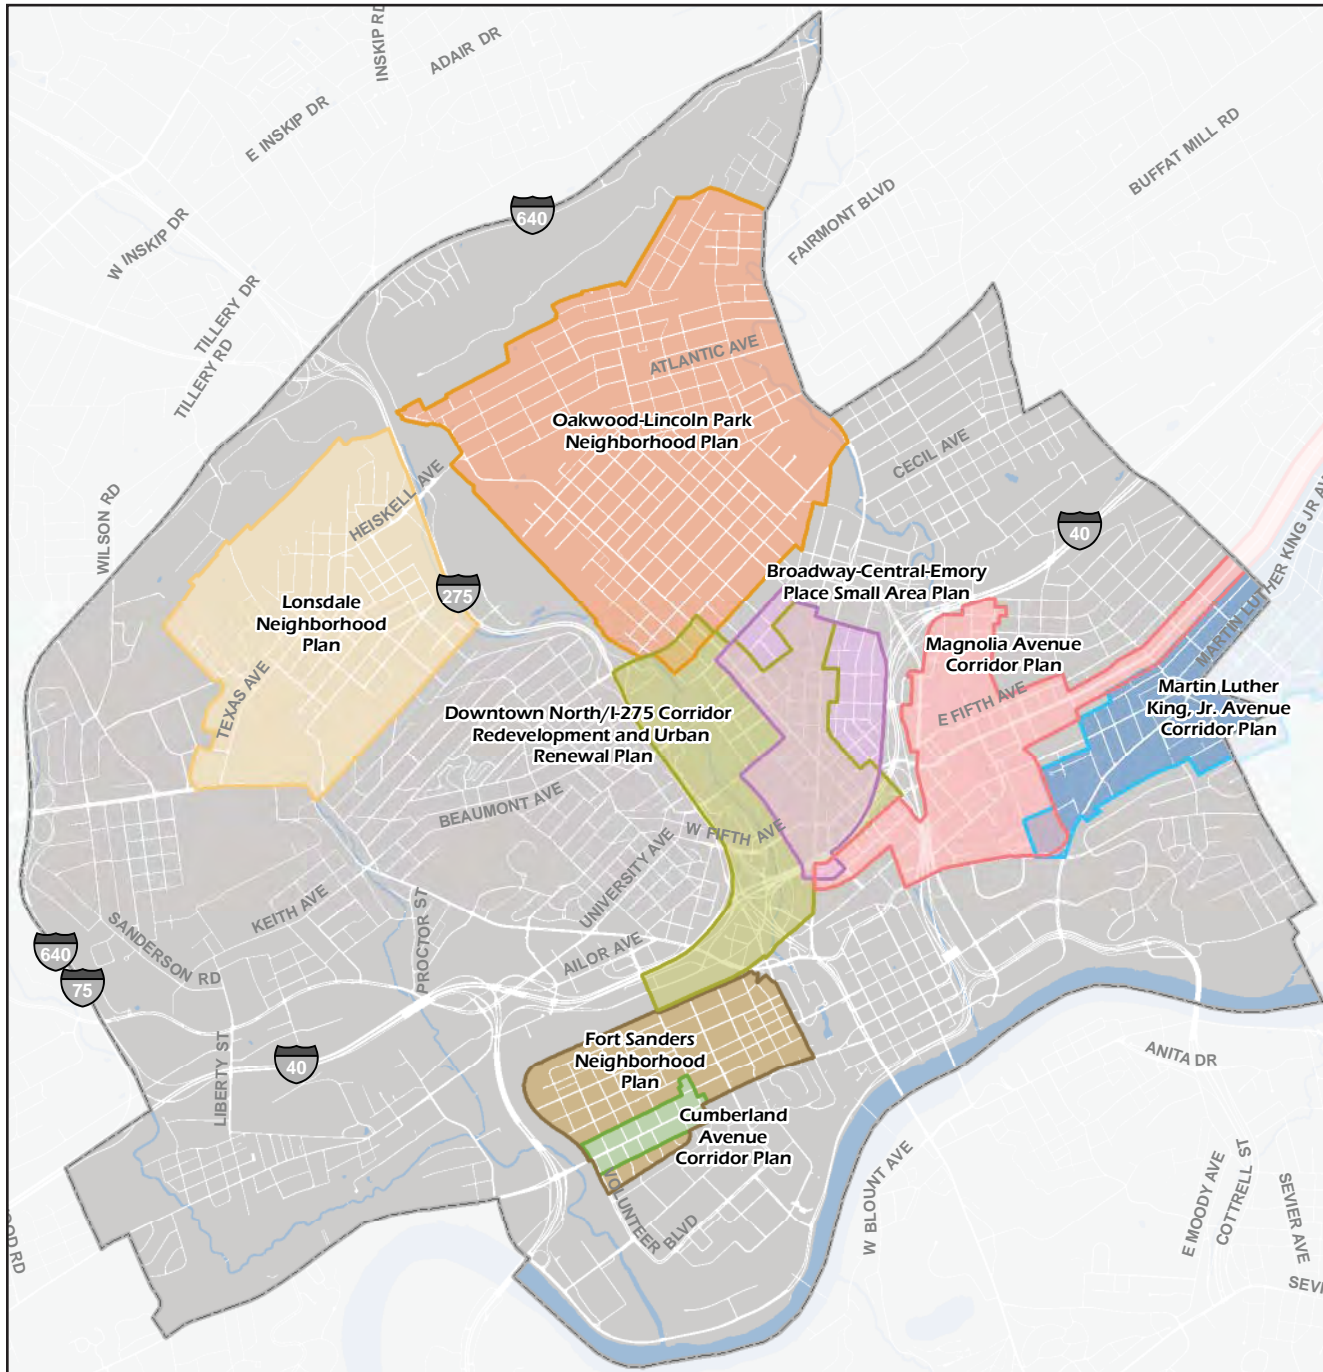 INSKIP RD
ADAIR DR
E INSKIP DR
BUFFAT MILL RD
640
FAIRMONT BLVD
W INSKIP DR
TILLERY DR
TILLERY RD
ATLANTIC AVE
Oakwood-Lincoln Park
Neighborhood Plan
CECIL AVE
HEISKELL AVE
WILSON RD
40
MARTIN LUTHER KING JR AV
Broadway-Central-Emory
Place Small Area Plan
275
Lonsdale
Neighborhood
Plan
Magnolia Avenue
Corridor Plan
TEXAS AVE
E FIFTH AVE
Martin Luther
King, Jr. Avenue
Corridor Plan
Downtown North/I-275 Corridor
Redevelopment and Urban
Renewal Plan
BEAUMONT AVE
W FIFTH AVE
UNIVERSITY AVE
KEITH AVE
PROCTOR ST
SANDERSON RD
AILOR AVE
640
75
Fort Sanders
Neighborhood
Plan
ANITA DR
40
LIBERTY ST
Cumberland
Avenue
Corridor Plan
W BLOUNT AVE
E MOODY AVE
COTTRELL ST
SEVIER AVE
VOLUNTEER BLVD
OOD RD
SEVI